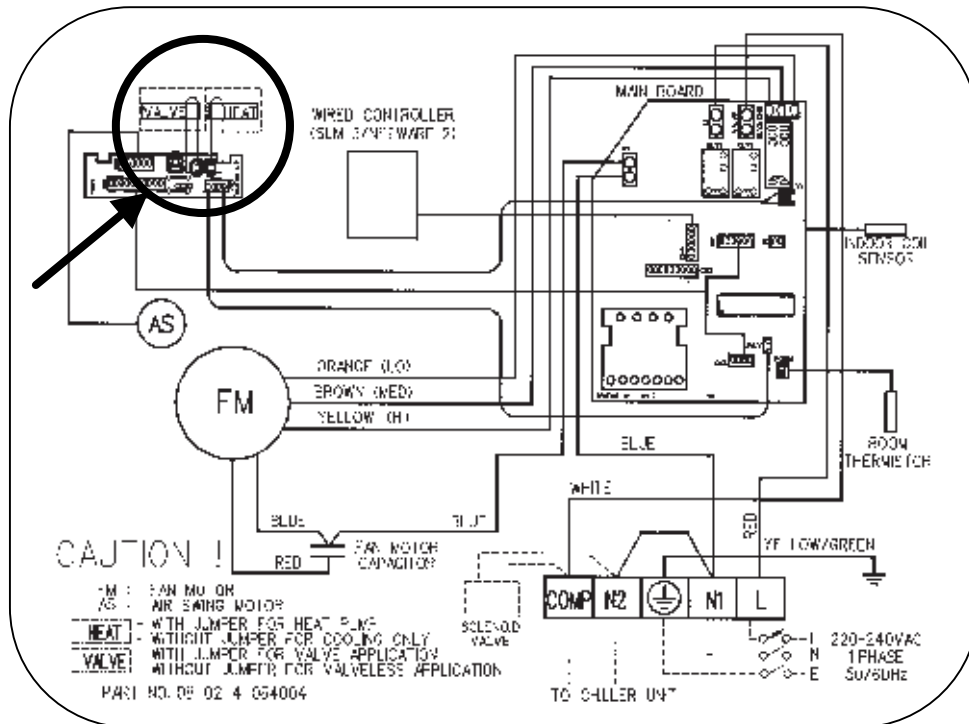 VALVE HEAT
WIRED CONTROLLER
MAIN BOARD
INDOOR COIL
SENSOR
AS
FM
ORANGE (LO)
BROWN (MED)
YELLOW (HI)
ROOM
THERMISTOR
BLUE
WHITE
BLUE
BLUE
RED
FAN MOTOR
CAPACITOR
RED
YELLOW/GREEN
CAUTION !
FM : FAN MOTOR
AS : AIR SWING MOTOR
HEAT - WITH JUMPER FOR HEAT PUMP
- WITHOUT JUMPER FOR COOLING ONLY
VALVE - WITH JUMPER FOR VALVE APPLICATION
- WITHOUT JUMPER FOR VALVELESS APPLICATION
PART NO.
SOLENOID
VALVE
COMP N2 N1 L
L 220-240VAC
N 1PHASE
E 50/60Hz
TO CHILLER UNIT